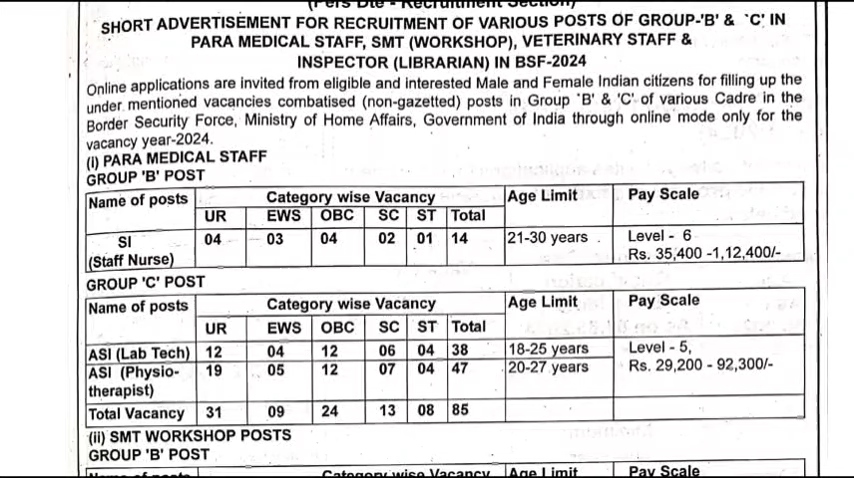 (Pers Dte - Recruitment Section)
SHORT ADVERTISEMENT FOR RECRUITMENT OF VARIOUS POSTS OF GROUP-'B' & `C' IN
PARA MEDICAL STAFF, SMT (WORKSHOP), VETERINARY STAFF &
INSPECTOR (LIBRARIAN) IN BSF-2024
Online applications are invited from eligible and interested Male and Female Indian citizens for filling up the
under mentioned vacancies combatised (non-gazetted) posts in Group `B' & 'C' of various Cadre in the
Border Security Force, Ministry of Home Affairs, Government of India through online mode only for the
vacancy year-2024.
(i) PARA MEDICAL STAFF
GROUP 'B' POST
Name of posts Category wise Vacancy Age Limit Pay Scale
UR EWS OBC SC ST Total
SI 04 03 04 02 01 14 21-30 years Level - 6
(Staff Nurse) Rs. 35,400 -1,12,400/-
GROUP 'C' POST
Name of posts Category wise Vacancy Age Limit Pay Scale
UR EWS OBC SC ST Total
ASI (Lab Tech) 12 04 12 06 04 38 18-25 years Level - 5,
ASI (Physio- 19 05 12 07 04 47 20-27 years Rs. 29,200 - 92,300/-
therapist)
Total Vacancy 31 09 24 13 08 85
(ii) SMT WORKSHOP POSTS
GROUP 'B' POST
Name of posts Category wise Vacancy Age Limit Pay Scale